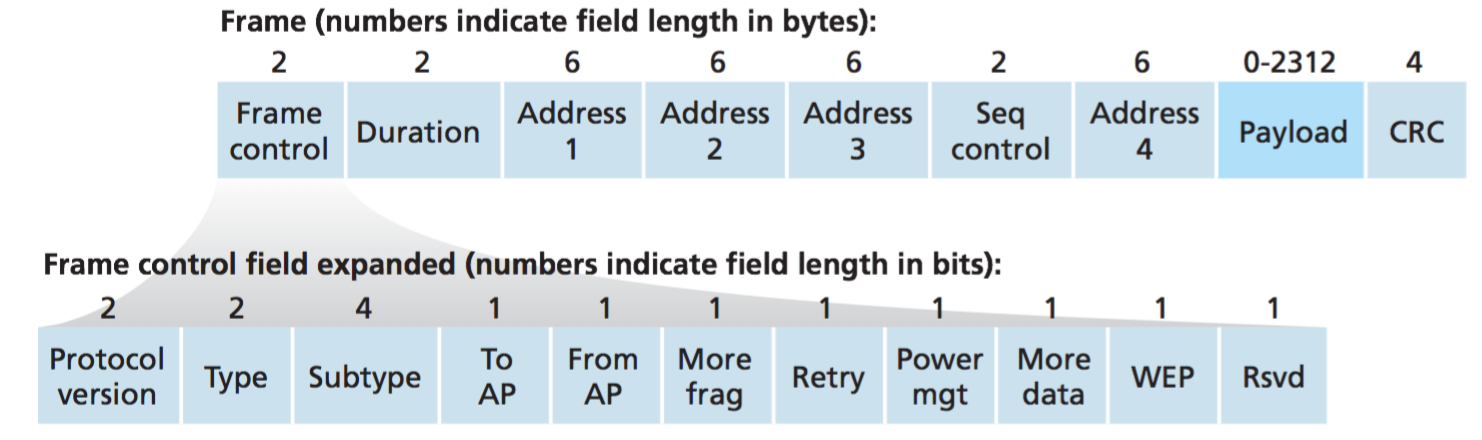 Frame (numbers indicate field length in bytes):
2 2 6 6 6 2 6 0-2312 4
Frame control
Duration
Address 1
Address 2
Address 3
Seq control
Address 4
Payload
CRC
Frame control field expanded (numbers indicate field length in bits):
2 2 4 1 1 1 1 1 1 1 1
Protocol version
Type
Subtype
To AP
From AP
More frag
Retry
Power mgt
More data
WEP
Rsvd